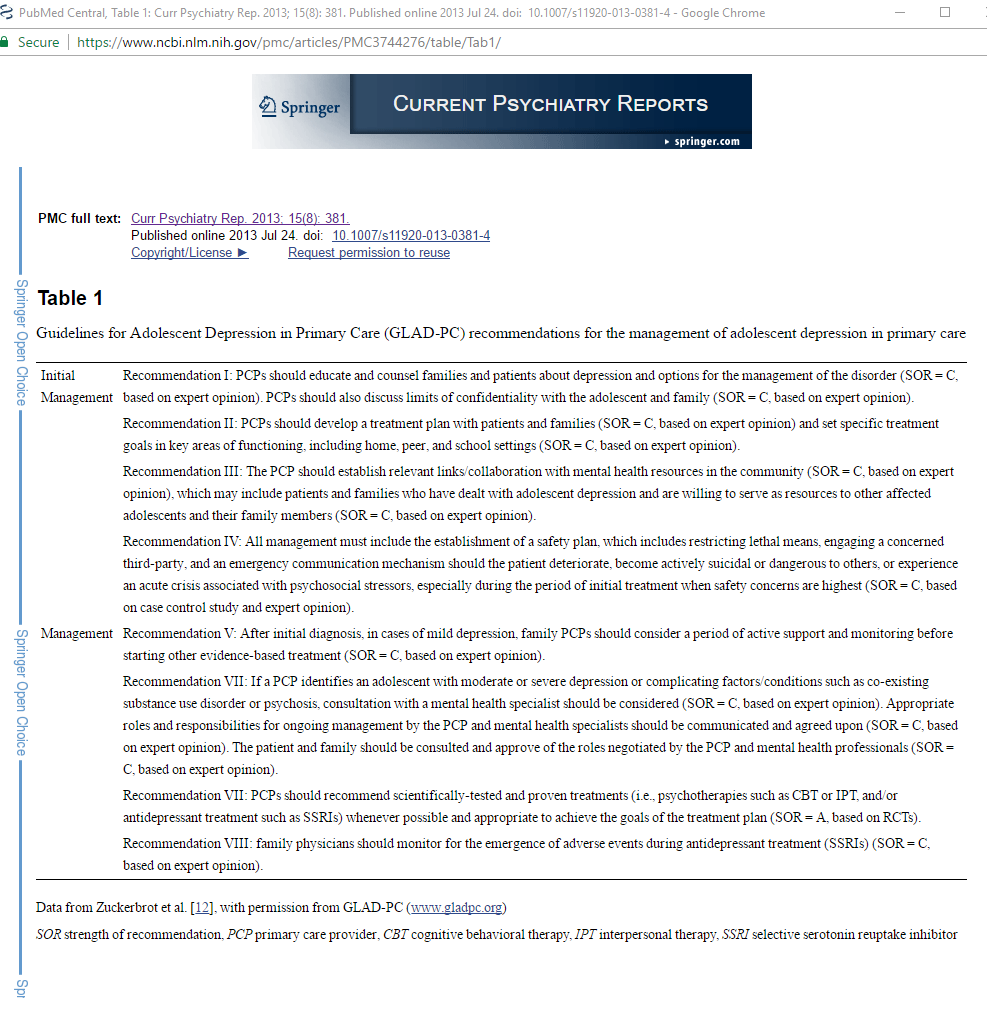 PubMed Central, Table 1: Curr Psychiatry Rep. 2013; 15(8): 381. Published online 2013 Jul 24. doi:  10.1007/s11920-013-0381-4 - Google Chrome
Secure | https://www.ncbi.nlm.nih.gov/pmc/articles/PMC3744276/table/Tab1/
Springer
CURRENT PSYCHIATRY REPORTS
springer.com
PMC full text: Curr Psychiatry Rep. 2013; 15(8): 381.
Published online 2013 Jul 24. doi:  10.1007/s11920-013-0381-4
Copyright/License ► Request permission to reuse
Table 1
Guidelines for Adolescent Depression in Primary Care (GLAD-PC) recommendations for the management of adolescent depression in primary care
Initial Recommendation I: PCPs should educate and counsel families and patients about depression and options for the management of the disorder (SOR = C,
Management based on expert opinion). PCPs should also discuss limits of confidentiality with the adolescent and family (SOR = C, based on expert opinion).
Recommendation II: PCPs should develop a treatment plan with patients and families (SOR = C, based on expert opinion) and set specific treatment
goals in key areas of functioning, including home, peer, and school settings (SOR = C, based on expert opinion).
Recommendation III: The PCP should establish relevant links/collaboration with mental health resources in the community (SOR = C, based on expert
opinion), which may include patients and families who have dealt with adolescent depression and are willing to serve as resources to other affected
adolescents and their family members (SOR = C, based on expert opinion).
Recommendation IV: All management must include the establishment of a safety plan, which includes restricting lethal means, engaging a concerned
third-party, and an emergency communication mechanism should the patient deteriorate, become actively suicidal or dangerous to others, or experience
an acute crisis associated with psychosocial stressors, especially during the period of initial treatment when safety concerns are highest (SOR = C, based
on case control study and expert opinion).
Management Recommendation V: After initial diagnosis, in cases of mild depression, family PCPs should consider a period of active support and monitoring before
starting other evidence-based treatment (SOR = C, based on expert opinion).
Recommendation VII: If a PCP identifies an adolescent with moderate or severe depression or complicating factors/conditions such as co-existing
substance use disorder or psychosis, consultation with a mental health specialist should be considered (SOR = C, based on expert opinion). Appropriate
roles and responsibilities for ongoing management by the PCP and mental health specialists should be communicated and agreed upon (SOR = C, based
on expert opinion). The patient and family should be consulted and approve of the roles negotiated by the PCP and mental health professionals (SOR =
C, based on expert opinion).
Recommendation VII: PCPs should recommend scientifically-tested and proven treatments (i.e., psychotherapies such as CBT or IPT, and/or
antidepressant treatment such as SSRIs) whenever possible and appropriate to achieve the goals of the treatment plan (SOR = A, based on RCTs).
Recommendation VIII: family physicians should monitor for the emergence of adverse events during antidepressant treatment (SSRIs) (SOR = C,
based on expert opinion).
Data from Zuckerbrot et al. [12], with permission from GLAD-PC (www.gladpc.org)
SOR strength of recommendation, PCP primary care provider, CBT cognitive behavioral therapy, IPT interpersonal therapy, SSRI selective serotonin reuptake inhibitor
Springer Open Choice
Springer Open Choice
Spr